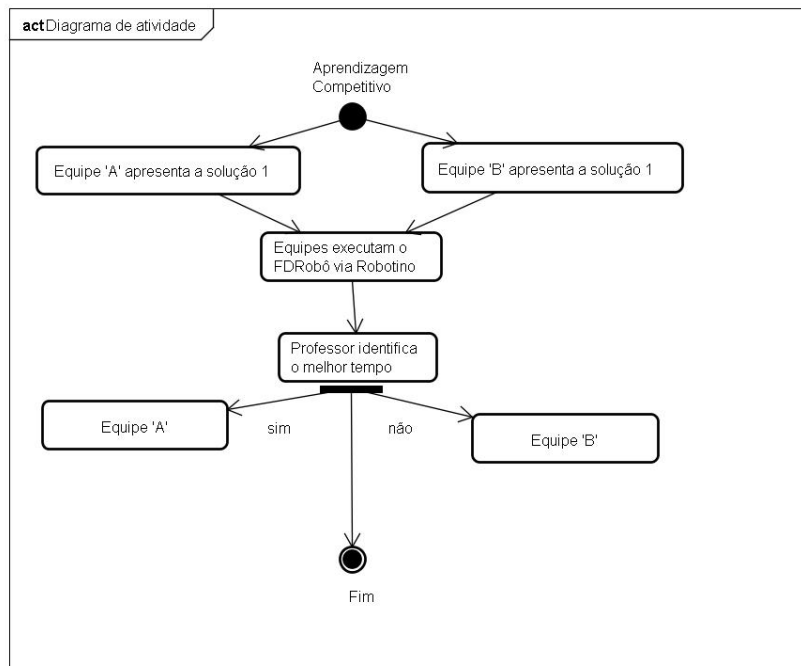 actDiagrama de atividade
Aprendizagem
Competitivo
Equipe 'A' apresenta a solução 1
Equipe 'B' apresenta a solução 1
Equipes executam o
FDRobô via Robotino
Professor identifica
o melhor tempo
Equipe 'A'
sim
não
Equipe 'B'
Fim